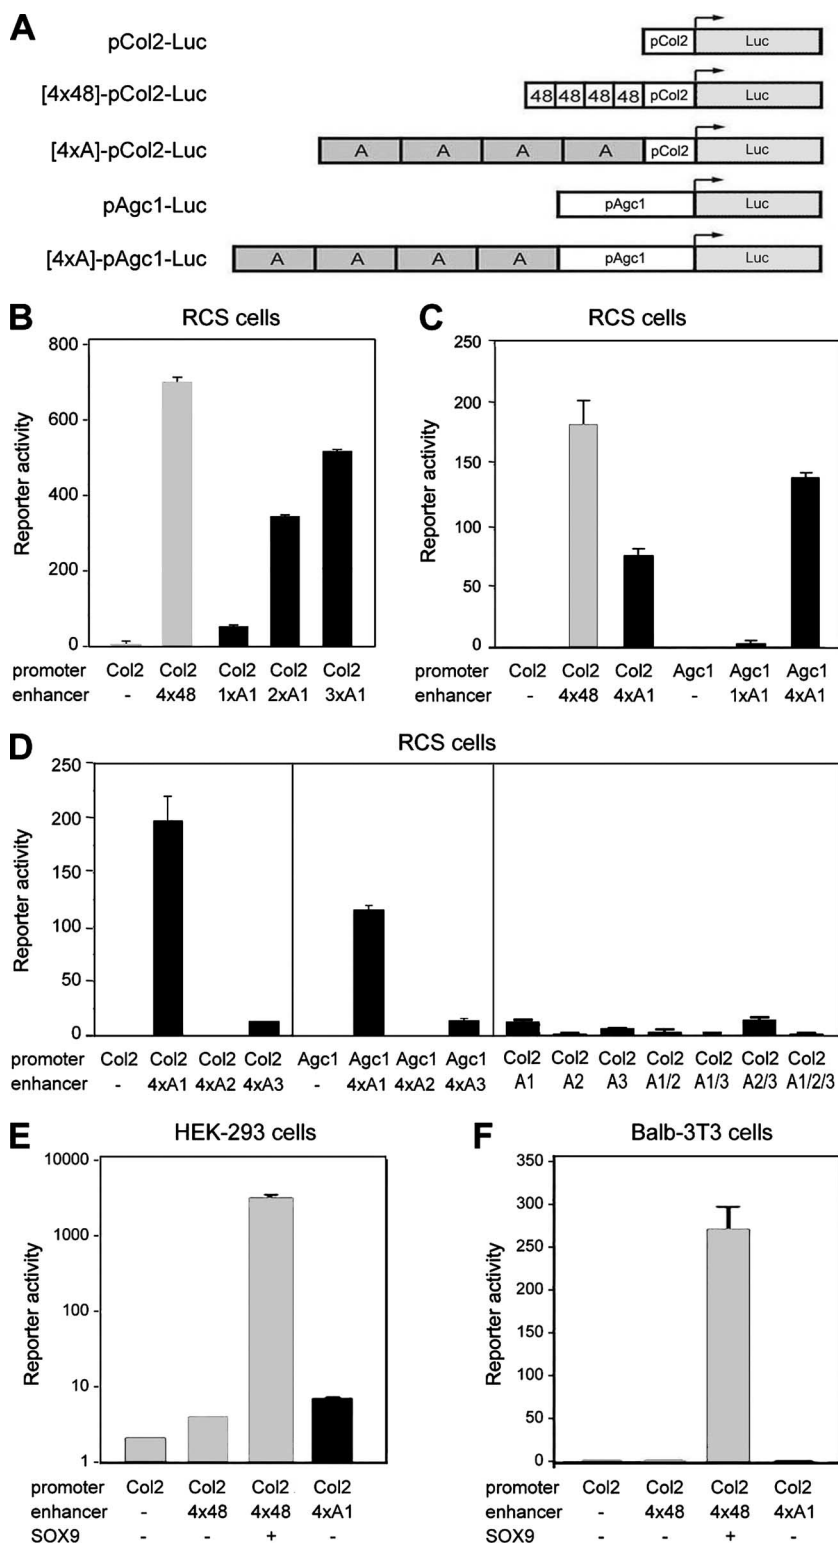 A
pCol2-Luc
pCol2 Luc
[4x48]-pCol2-Luc
48 48 48 48 pCol2 Luc
[4xA]-pCol2-Luc
A A A A pCol2 Luc
pAgc1-Luc
pAgc1 Luc
[4xA]-pAgc1-Luc
A A A A pAgc1 Luc
B
RCS cells
Reporter activity
800
600
400
200
0
promoter Col2 Col2 Col2 Col2 Col2
enhancer - 4x48 1xA1 2xA1 3xA1
C
RCS cells
Reporter activity
250
200
150
100
50
0
promoter Col2 Col2 Col2 Agc1 Agc1 Agc1
enhancer - 4x48 4xA1 - 1xA1 4xA1
D
RCS cells
Reporter activity
250
200
150
100
50
0
promoter Col2 Col2 Col2 Col2 Agc1 Agc1 Agc1 Agc1 Col2 Col2 Col2 Col2 Col2 Col2 Col2
enhancer - 4xA1 4xA2 4xA3 - 4xA1 4xA2 4xA3 A1 A2 A3 A1/2 A1/3 A2/3 A1/2/3
E
HEK-293 cells
Reporter activity
10000
1000
100
10
1
promoter Col2 Col2 Col2 Col2
enhancer - 4x48 4x48 4xA1
SOX9 - - + -
F
Balb-3T3 cells
Reporter activity
350
300
250
200
150
100
50
0
promoter Col2 Col2 Col2 Col2
enhancer - 4x48 4x48 4xA1
SOX9 - - + -